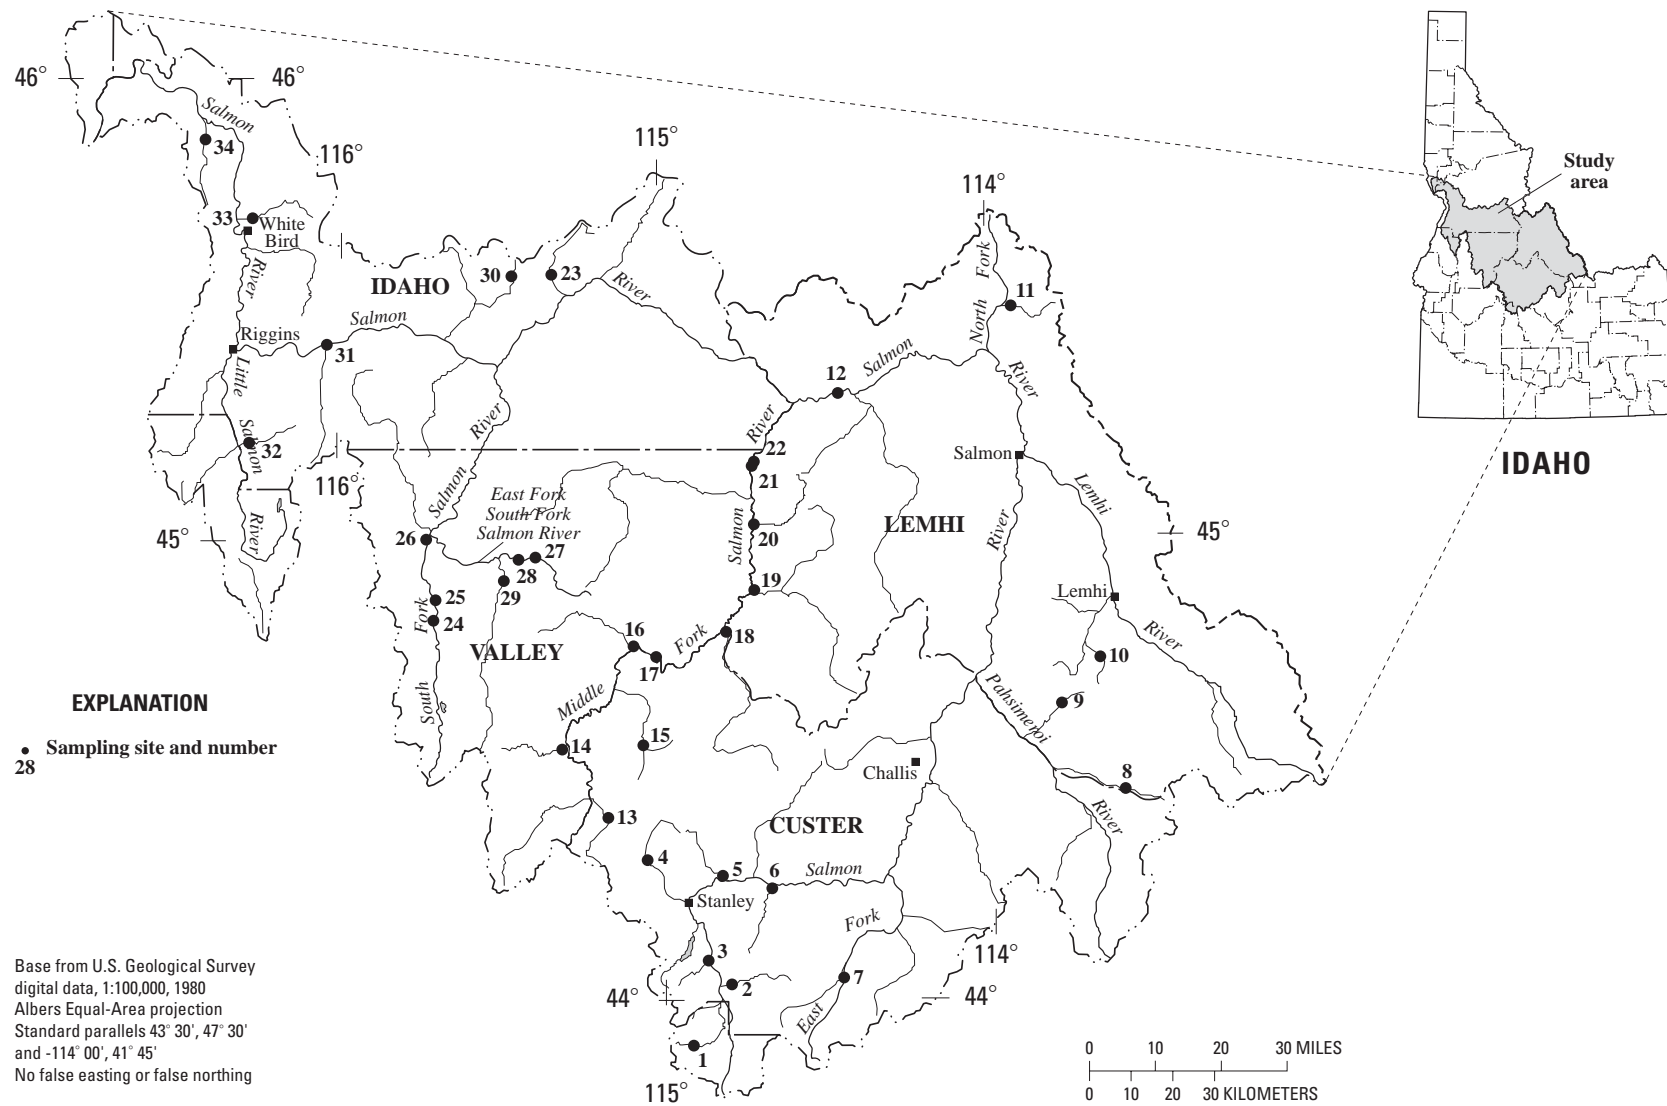 46°
46°
Salmon
34
116°
115°
114°
Study
area
33
White
Bird
River
IDAHO
30
23
River
North Fork
11
Salmon
Riggins
31
Little
12
Salmon
River
River
River
32
Salmon
22
21
Salmon
Lemhi
IDAHO
116°
Salmon
East Fork
South Fork
Salmon River
LEMHI
River
45°
River
26
27
28
29
20
Salmon
45°
25
24
Fork
19
Lemhi
River
VALLEY
16
17
Fork
18
10
EXPLANATION
Sampling site and number
28
South
Middle
14
15
9
Pahsimeroi
Challis
8
13
CUSTER
River
4
5
6
Salmon
Stanley
Fork
3
114°
Base from U.S. Geological Survey
digital data, 1:100,000, 1980
Albers Equal-Area projection
Standard parallels 43° 30', 47° 30'
and -114° 00', 41° 45'
No false easting or false northing
44°
2
7
44°
East
1
115°
0 10 20 30 MILES
0 10 20 30 KILOMETERS